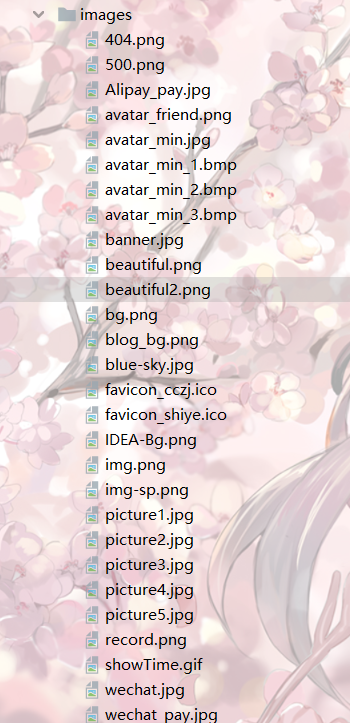 images
404.png
500.png
Alipay_pay.jpg
avatar_friend.png
avatar_min.jpg
avatar_min_1.bmp
avatar_min_2.bmp
avatar_min_3.bmp
banner.jpg
beautiful.png
beautiful2.png
bg.png
blog_bg.png
blue-sky.jpg
favicon_cczj.ico
favicon_shiye.ico
IDEA-Bg.png
img.png
img-sp.png
picture1.jpg
picture2.jpg
picture3.jpg
picture4.jpg
picture5.jpg
record.png
showTime.gif
wechat.jpg
wechat_pay.jpg